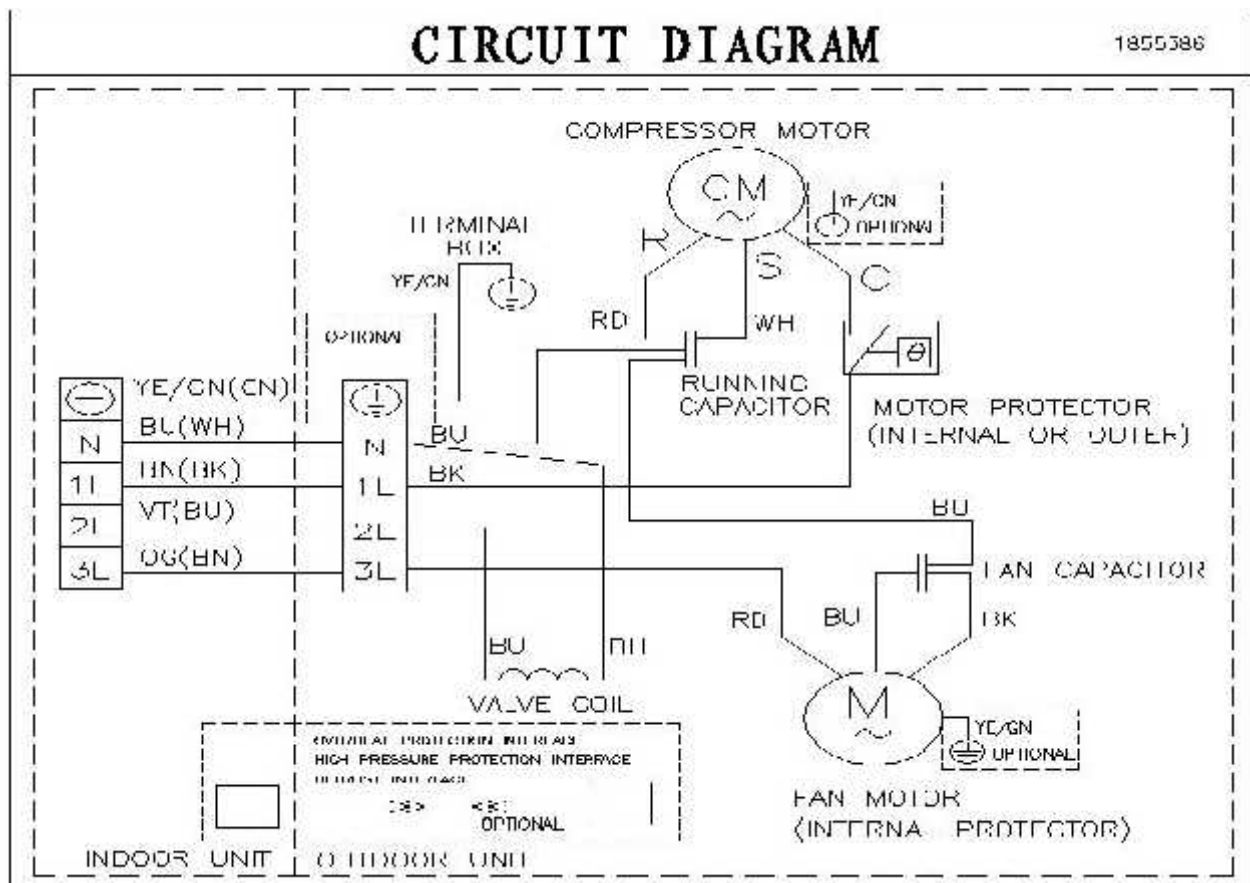 CIRCUIT DIAGRAM
1855386
COMPRESSOR MOTOR
CM
OPTIONAL
TERMINAL
BOX
YE/GN
R
S
C
RD
WH
θ
OPTIONAL
RUNNING
CAPACITOR
MOTOR PROTECTOR
(INTERNAL OR OUTER)
YE/GN(GN)
N
BU(WH)
N
BU
1L
BN(BK)
1L
BK
2L
VT(BU)
2L
BU
3L
OG(BN)
3L
FAN CAPACITOR
RD
BU
BK
BU
VALVE COIL
M
YE/GN
OPTIONAL
HIGH PRESSURE PROTECTION INTERFACE
OPTIONAL
FAN MOTOR
(INTERNAL PROTECTOR)
INDOOR UNIT
OUTDOOR UNIT